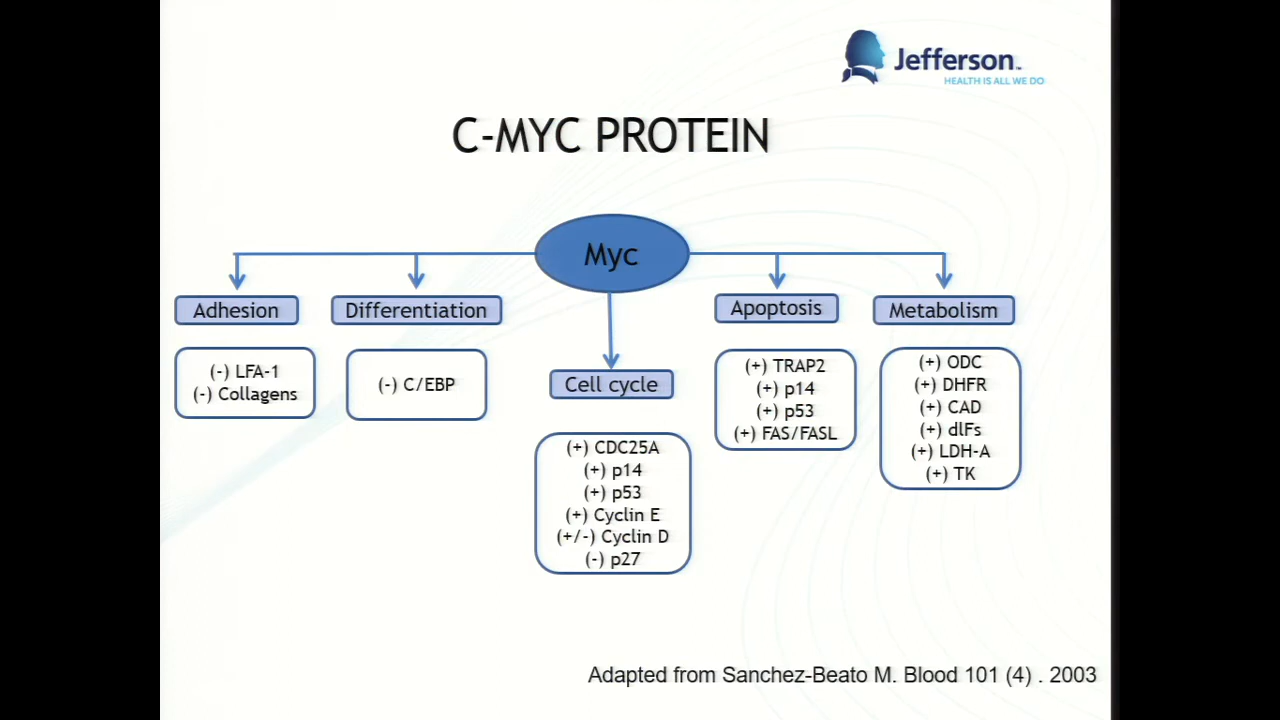 Jefferson™
HEALTH IS ALL WE DO
C-MYC PROTEIN
Myc
Adhesion
(-) LFA-1
(-) Collagens
Differentiation
(-) C/EBP
Cell cycle
(+) CDC25A
(+) p14
(+) p53
(+) Cyclin E
(+/-) Cyclin D
(-) p27
Apoptosis
(+) TRAP2
(+) p14
(+) p53
(+) FAS/FASL
Metabolism
(+) ODC
(+) DHFR
(+) CAD
(+) dlFs
(+) LDH-A
(+) TK
Adapted from Sanchez-Beato M. Blood 101 (4) . 2003